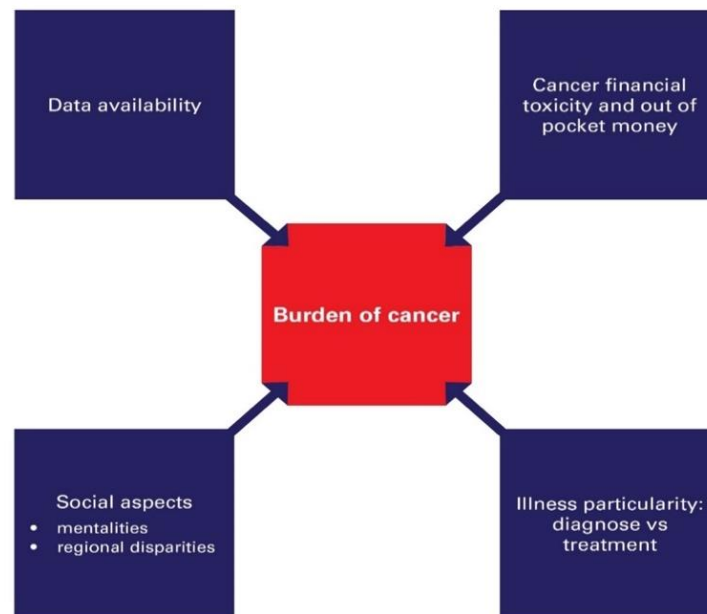 Data availability
Cancer financial
toxicity and out of
pocket money
Burden of cancer
Social aspects
• mentalities
• regional disparities
Illness particularity:
diagnose vs
treatment